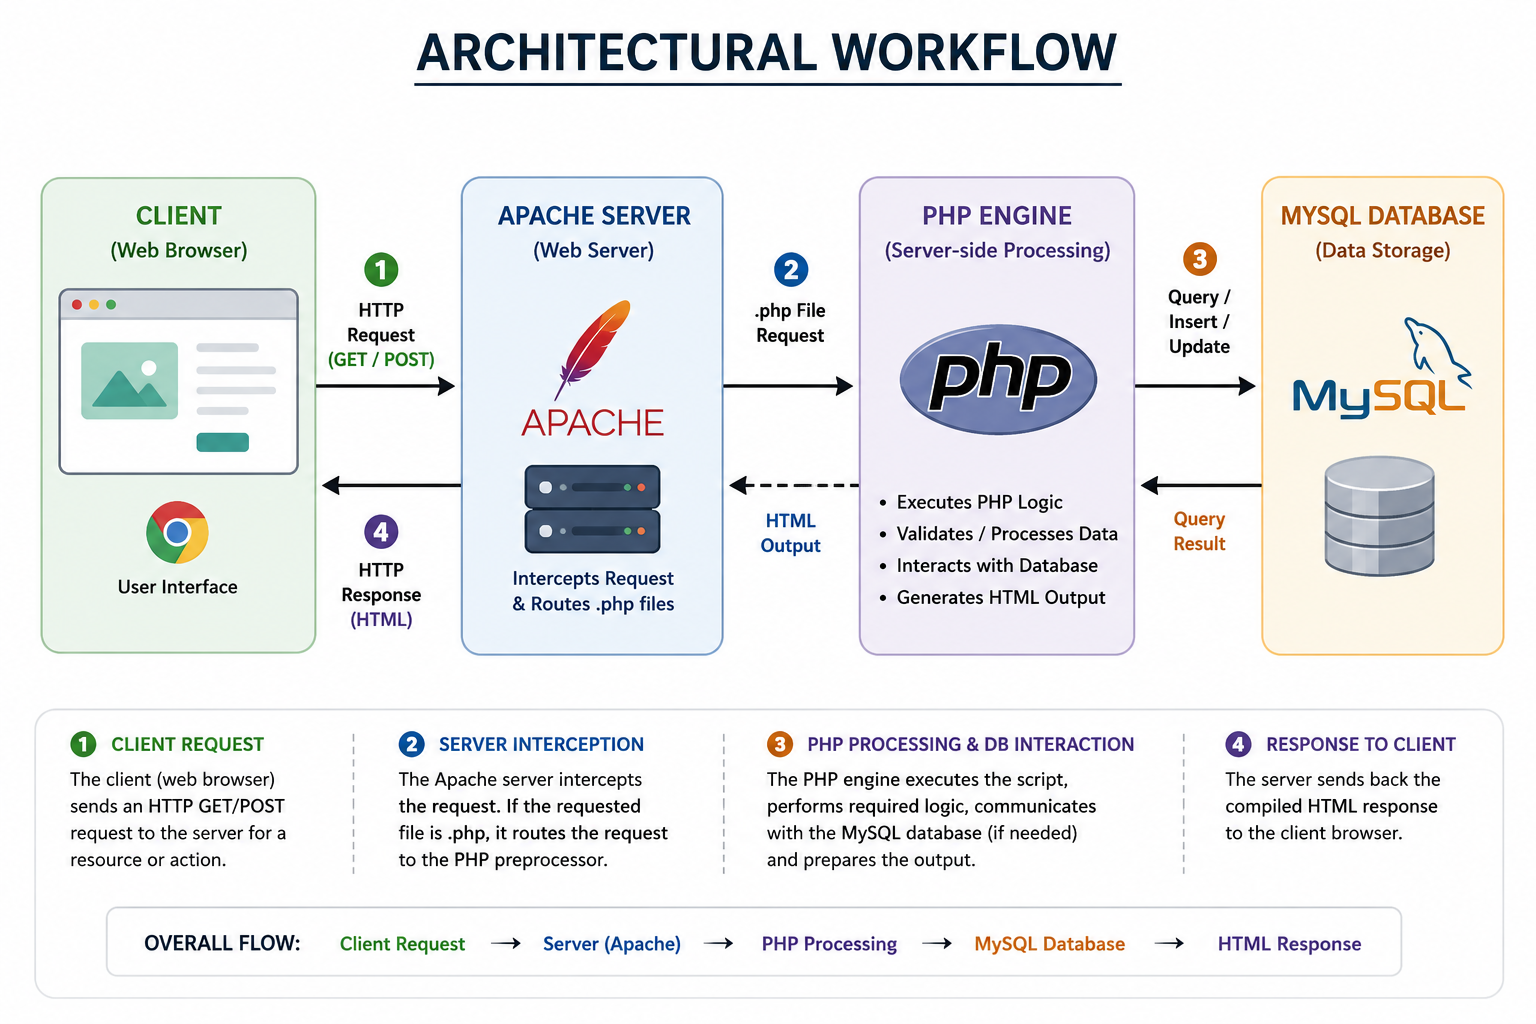 ARCHITECTURAL WORKFLOW
CLIENT
(Web Browser)
User Interface
1
HTTP
Request
(GET / POST)
4
HTTP
Response
(HTML)
APACHE SERVER
(Web Server)
APACHE
Intercepts Request
& Routes .php files
2
.php File
Request
HTML
Output
PHP ENGINE
(Server-side Processing)
php
• Executes PHP Logic
• Validates / Processes Data
• Interacts with Database
• Generates HTML Output
3
Query /
Insert /
Update
Query
Result
MYSQL DATABASE
(Data Storage)
MySQL
1 CLIENT REQUEST
The client (web browser)
sends an HTTP GET/POST
request to the server for a
resource or action.
2 SERVER INTERCEPTION
The Apache server intercepts
the request. If the requested
file is .php, it routes the request
to the PHP preprocessor.
3 PHP PROCESSING & DB INTERACTION
The PHP engine executes the script,
performs required logic, communicates
with the MySQL database (if needed)
and prepares the output.
4 RESPONSE TO CLIENT
The server sends back the
compiled HTML response
to the client browser.
OVERALL FLOW: Client Request → Server (Apache) → PHP Processing → MySQL Database → HTML Response